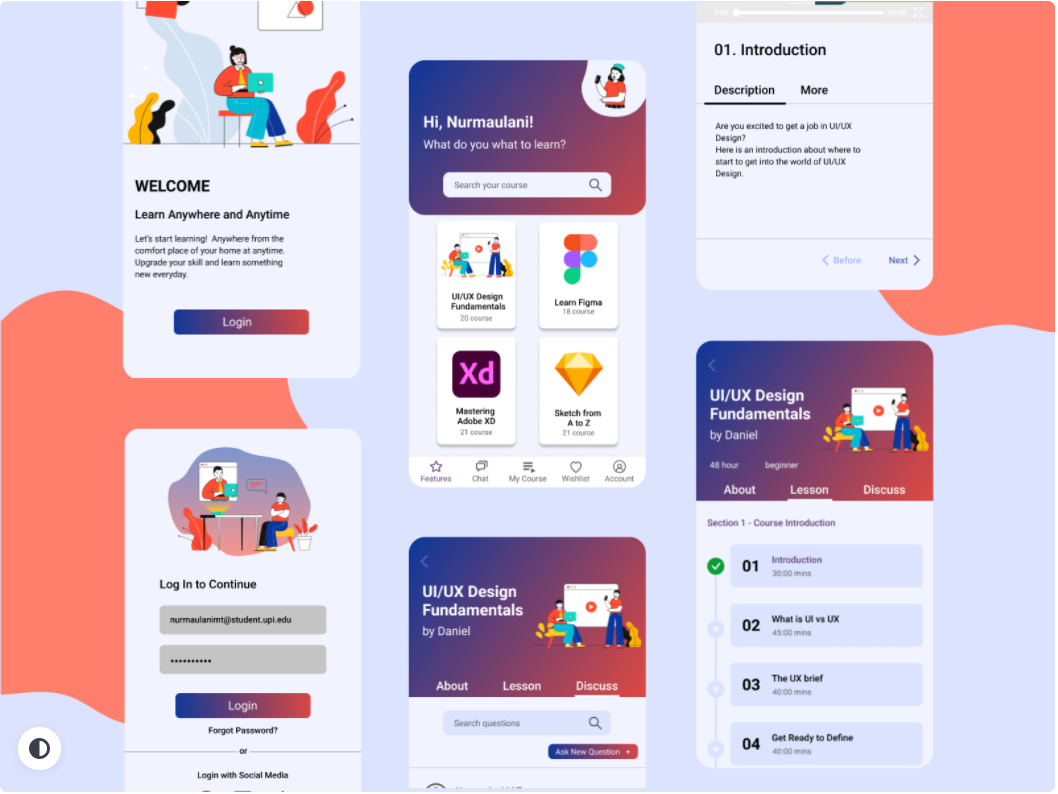 WELCOME
Learn Anywhere and Anytime
Let's start learning! Anywhere from the
comfort place of your home at anytime.
Upgrade your skill and learn something
new everyday.
Login
Log In to Continue
nurmaulanimt@student.upi.edu
Login
Forgot Password?
or
Login with Social Media
Hi, Nurmaulani!
What do you what to learn?
Search your course
UI/UX Design
Fundamentals
20 course
Learn Figma
18 course
Xd
Mastering
Adobe XD
21 course
Sketch from
A to Z
21 course
Features
Chat
My Course
Wishlist
Account
UI/UX Design
Fundamentals
by Daniel
About
Lesson
Discuss
Search questions
Ask New Question +
0:00
20:00
01. Introduction
Description
More
Are you excited to get a job in UI/UX
Design?
Here is an introduction about where to
start to get into the world of UI/UX
Design.
Before
Next
UI/UX Design
Fundamentals
by Daniel
48 hour
beginner
About
Lesson
Discuss
Section 1 - Course Introduction
01
Introduction
30:00 mins
02
What is UI vs UX
45:00 mins
03
The UX brief
40:00 mins
04
Get Ready to Define
40:00 mins